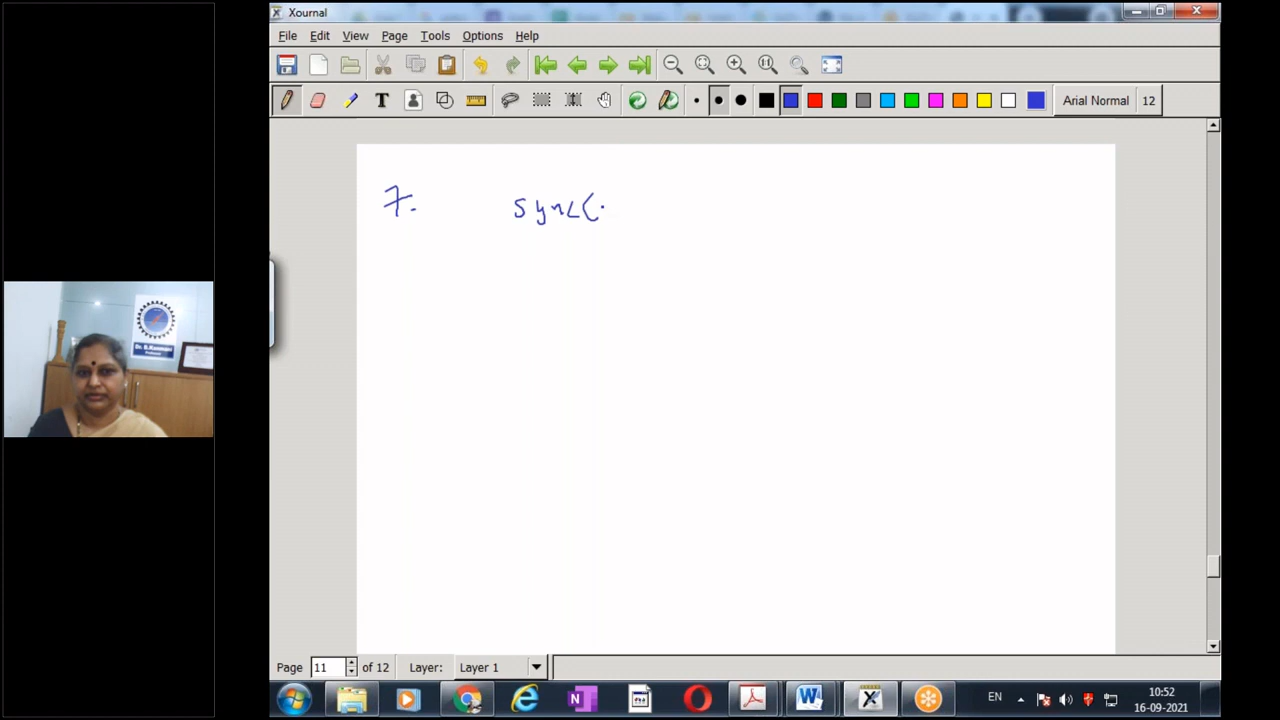 Xournal
File Edit View Page Tools Options Help
Arial Normal 12
7. sync(.
Page 11 of 12 Layer: Layer 1
EN
10:52
16-09-2021